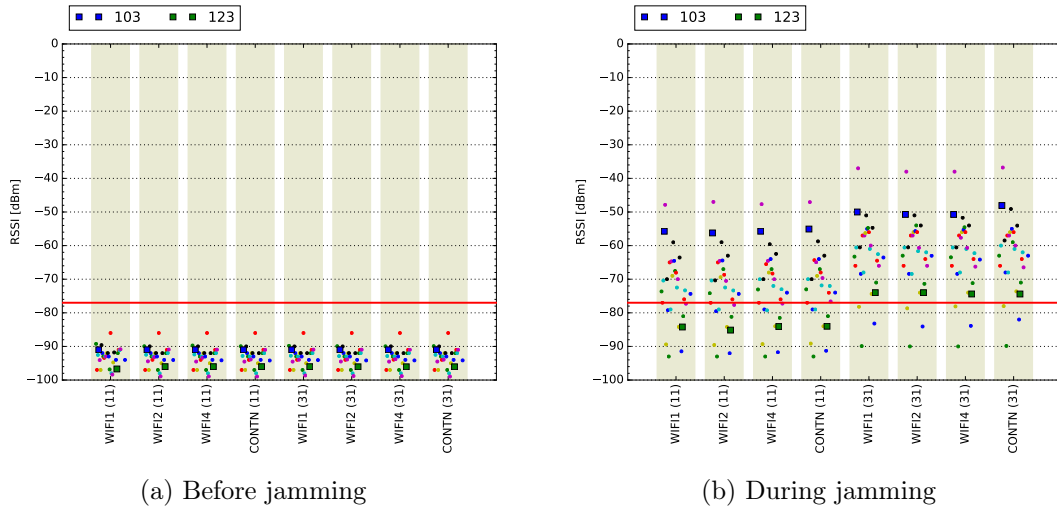 103 123
0
−10
−20
−30
−40
−50
−60
−70
−80
−90
−100
RSSI [dBm]
WIFI1 (11)
WIFI2 (11)
WIFI4 (11)
CONTN (11)
WIFI1 (31)
WIFI2 (31)
WIFI4 (31)
CONTN (31)
(a) Before jamming
103 123
0
−10
−20
−30
−40
−50
−60
−70
−80
−90
−100
RSSI [dBm]
WIFI1 (11)
WIFI2 (11)
WIFI4 (11)
CONTN (11)
WIFI1 (31)
WIFI2 (31)
WIFI4 (31)
CONTN (31)
(b) During jamming